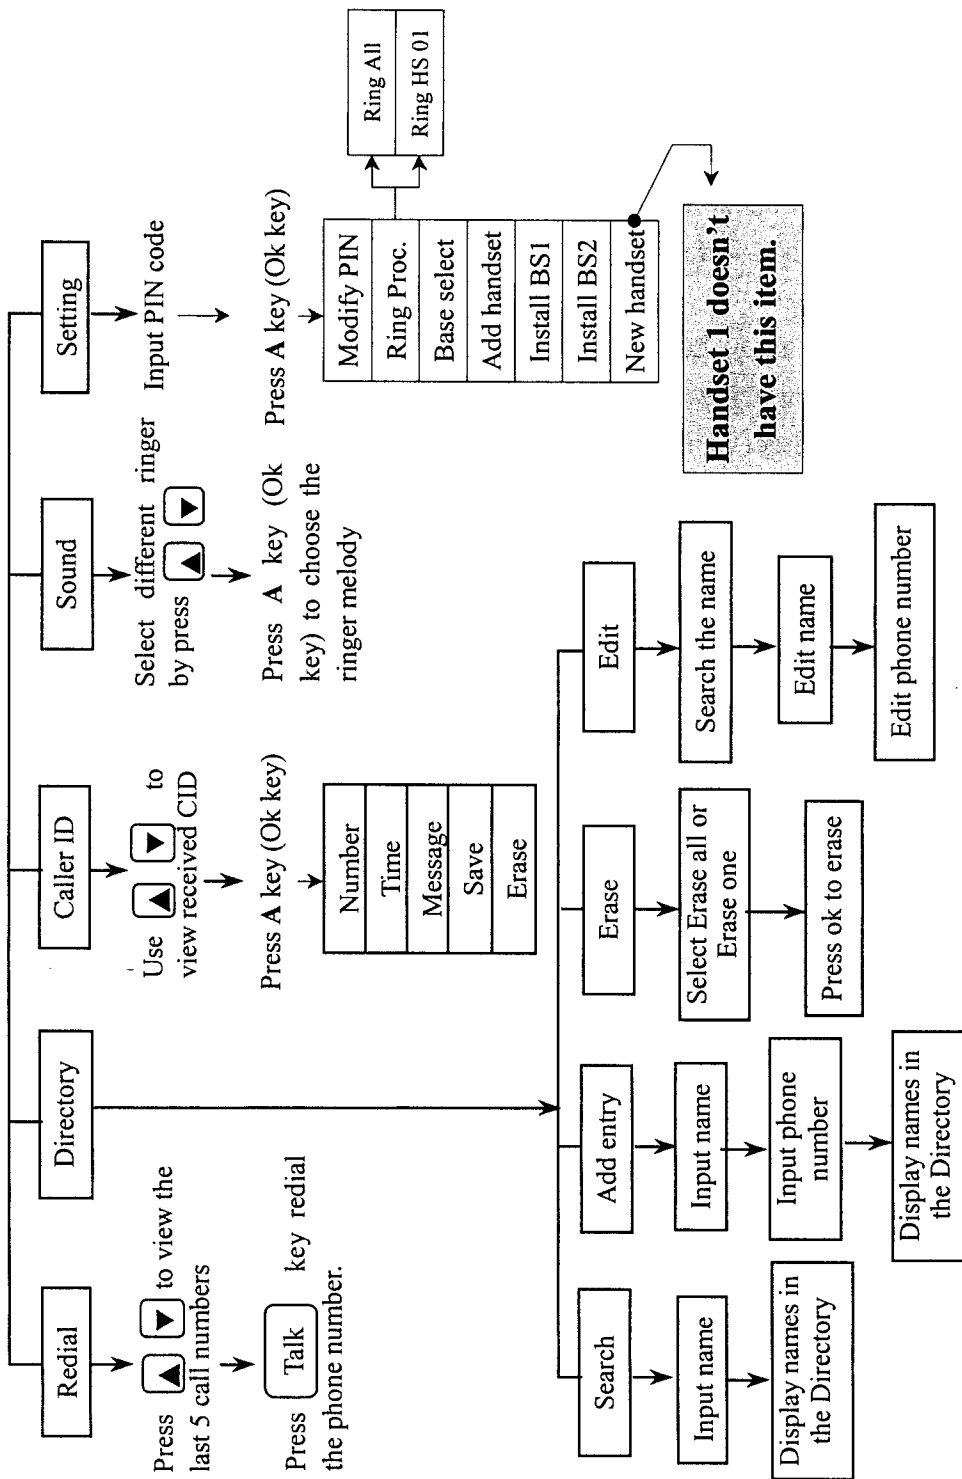 Redial
Press ▲ ▼ to view the
last 5 call numbers
Press Talk key redial
the phone number.
Directory
Caller ID
Use ▲ ▼ to
view received CID
Press A key (Ok key)
Number
Time
Message
Save
Erase
Sound
Select different ringer
by press ▲ ▼
Press A key (Ok
key) to choose the
ringer melody
Setting
Input PIN code
Press A key (Ok key)
Modify PIN
Ring Proc.
Base select
Add handset
Install BS1
Install BS2
New handset
Ring All
Ring HS 01
Handset 1 doesn't
have this item.
Search
Input name
Display names in
the Directory
Add entry
Input name
Input phone
number
Display names in
the Directory
Erase
Select Erase all or
Erase one
Press ok to erase
Edit
Search the name
Edit name
Edit phone number